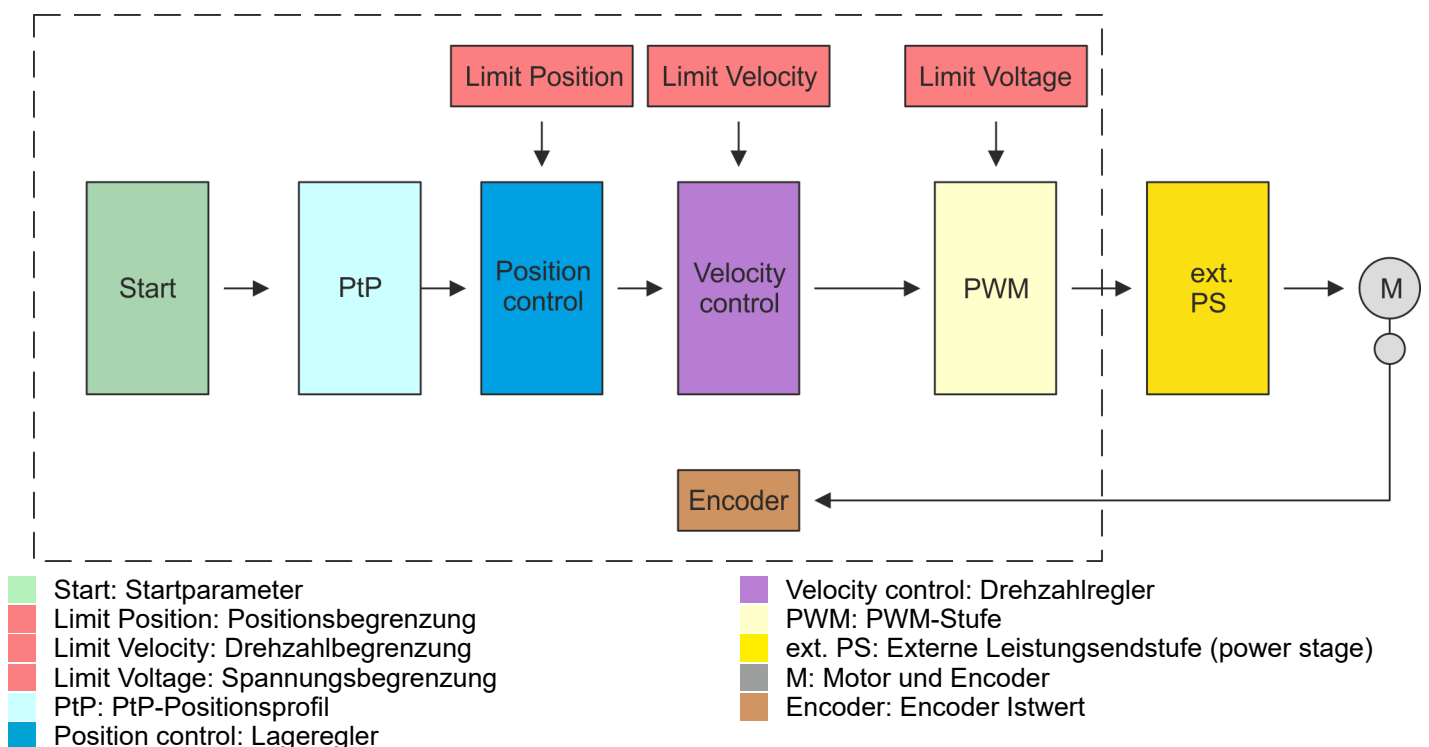 Limit Position
Limit Velocity
Limit Voltage
Start
PtP
Position
control
Velocity
control
PWM
ext.
PS
M
Encoder
Start: Startparameter
Limit Position: Positionsbegrenzung
Limit Velocity: Drehzahlbegrenzung
Limit Voltage: Spannungsbegrenzung
PtP: PtP-Positionsprofil
Position control: Lageregler
Velocity control: Drehzahlregler
PWM: PWM-Stufe
ext. PS: Externe Leistungsendstufe (power stage)
M: Motor und Encoder
Encoder: Encoder Istwert